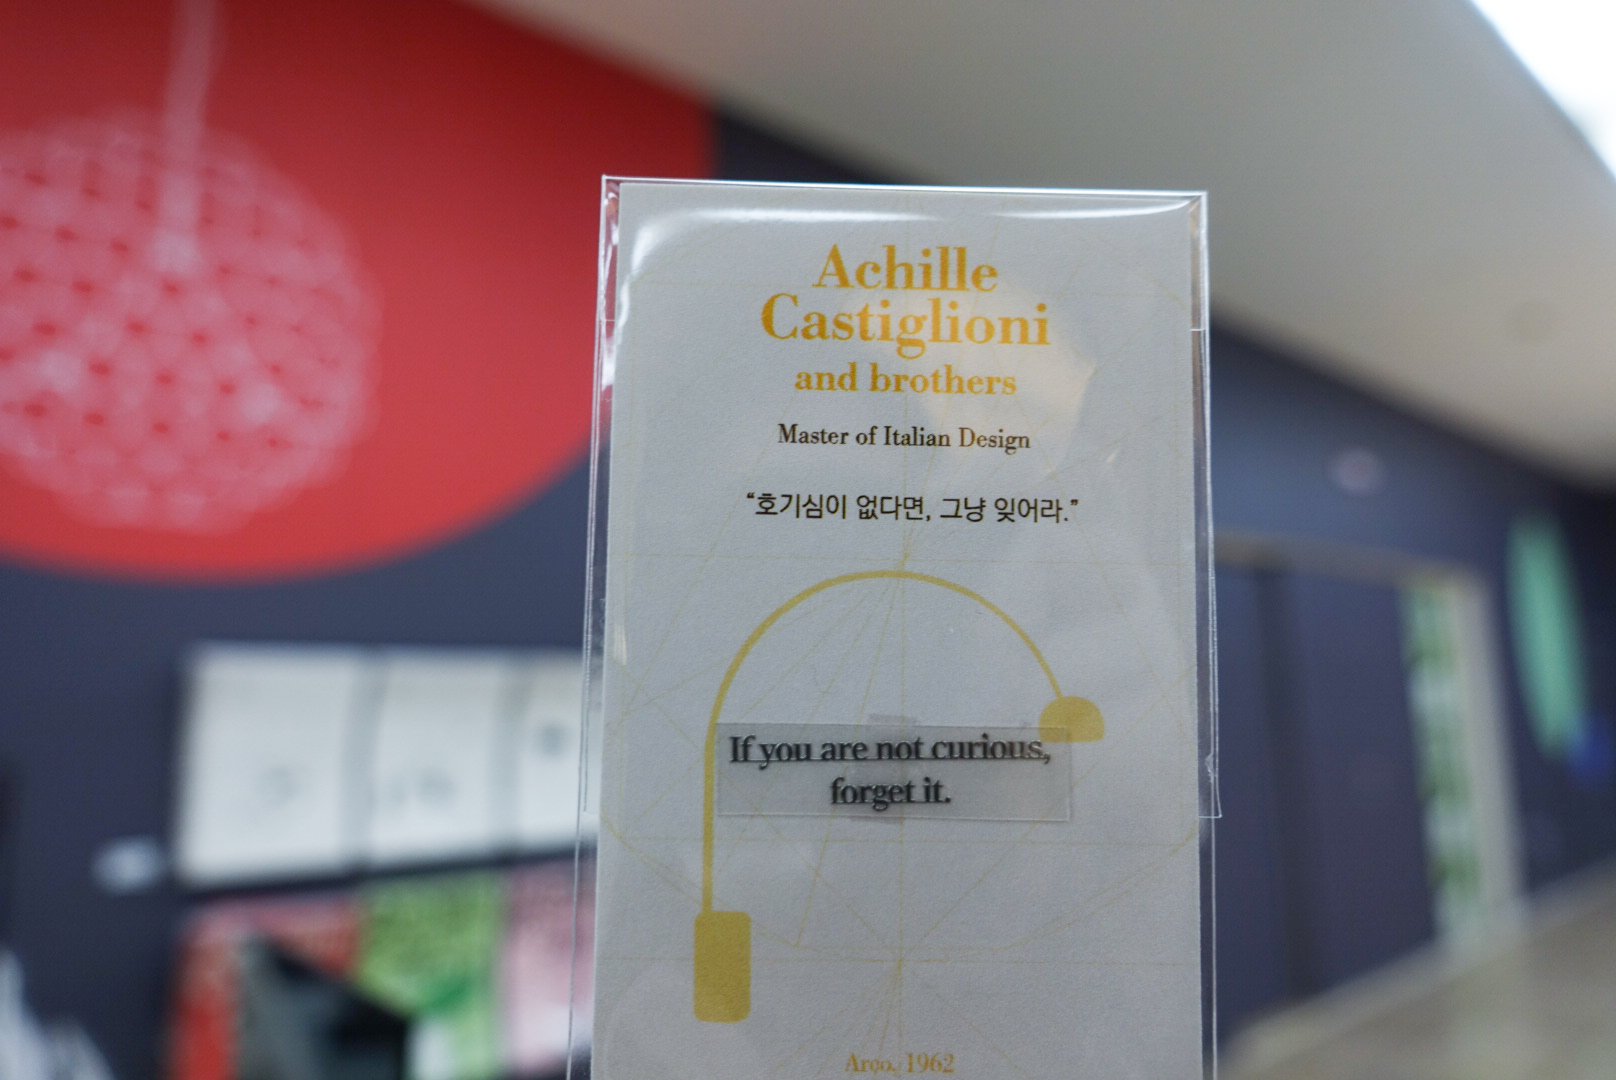 Achille
Castiglioni
and brothers
Master of Italian Design
“호기심이 없다면, 그냥 잊어라.”
If you are not curious,
forget it.
Arco, 1962